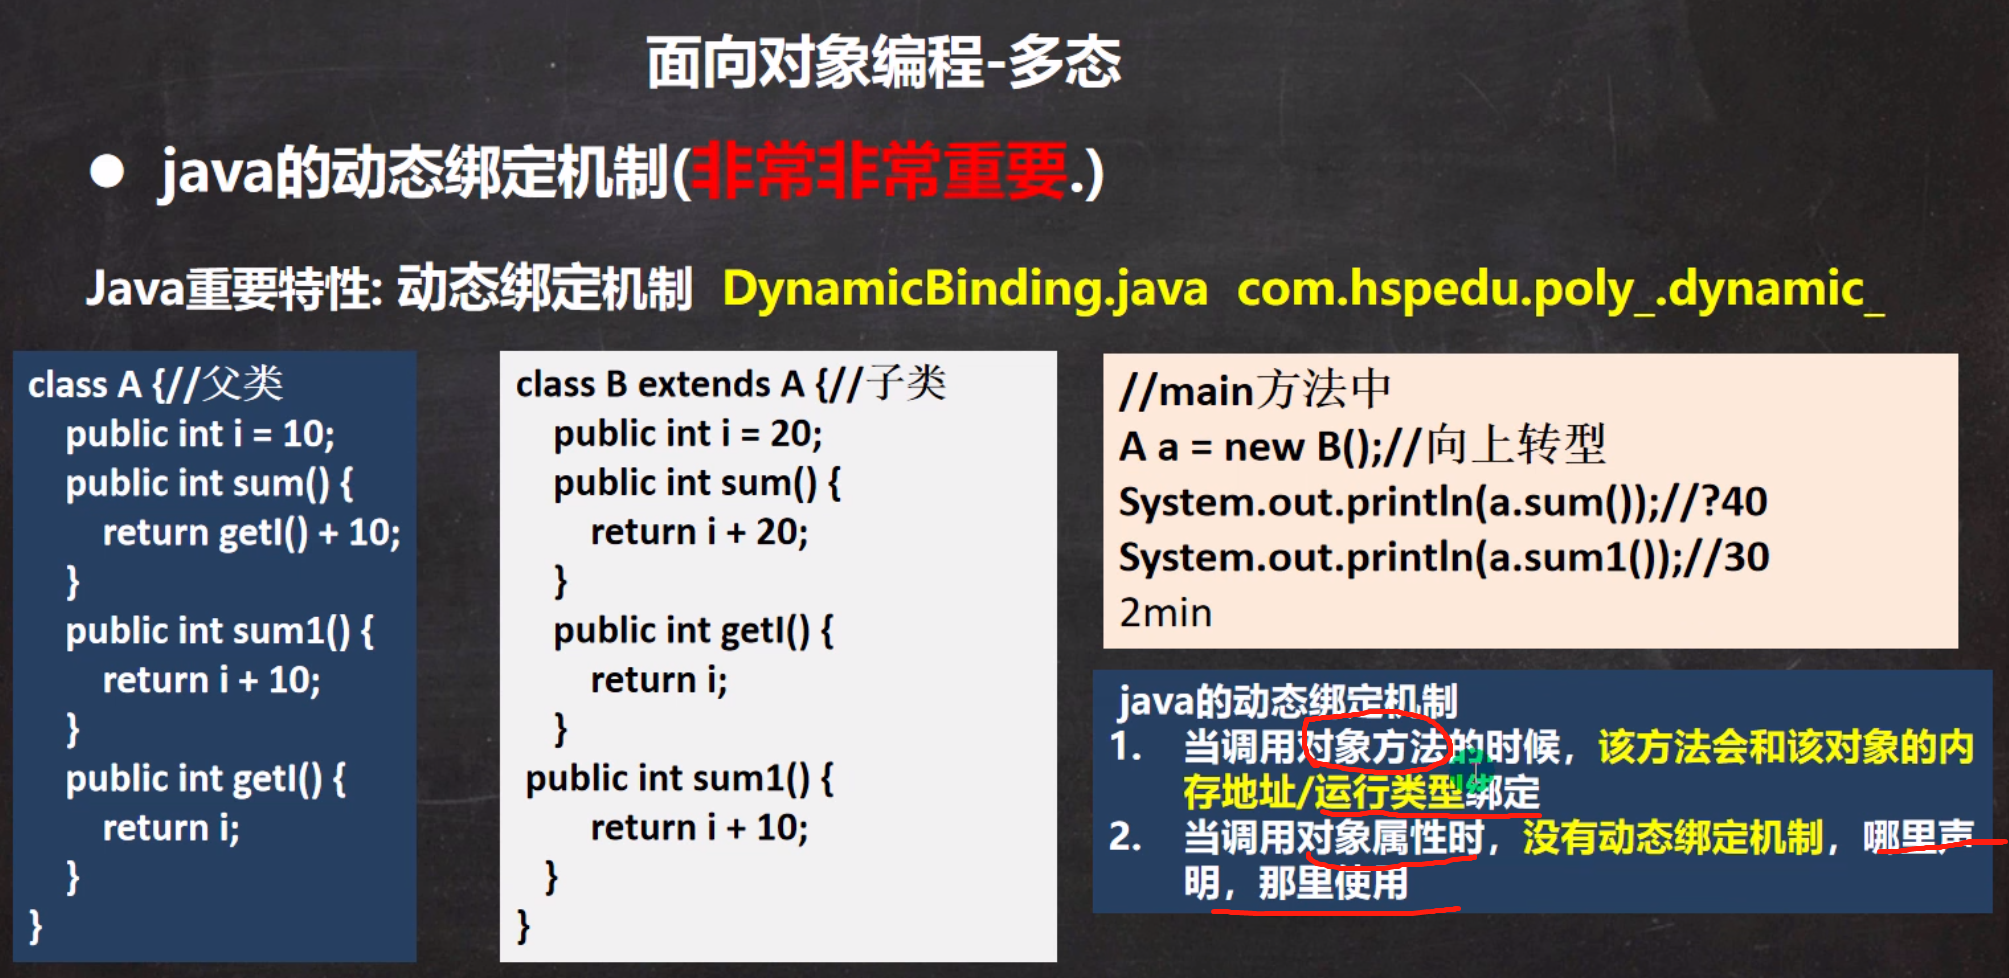 面向对象编程-多态
● java的动态绑定机制(非常非常重要.)
Java重要特性: 动态绑定机制 DynamicBinding.java com.hspedu.poly_.dynamic_
class A {//父类
public int i = 10;
public int sum() {
return getI() + 10;
}
public int sum1() {
return i + 10;
}
public int getI() {
return i;
}
}
class B extends A {//子类
public int i = 20;
public int sum() {
return i + 20;
}
public int getI() {
return i;
}
public int sum1() {
return i + 10;
}
}
//main方法中
A a = new B();//向上转型
System.out.println(a.sum());//?40
System.out.println(a.sum1());//30
2min
java的动态绑定机制
1. 当调用对象方法的时候，该方法会和该对象的内
存地址/运行类型绑定
2. 当调用对象属性时，没有动态绑定机制，哪里声
明，那里使用